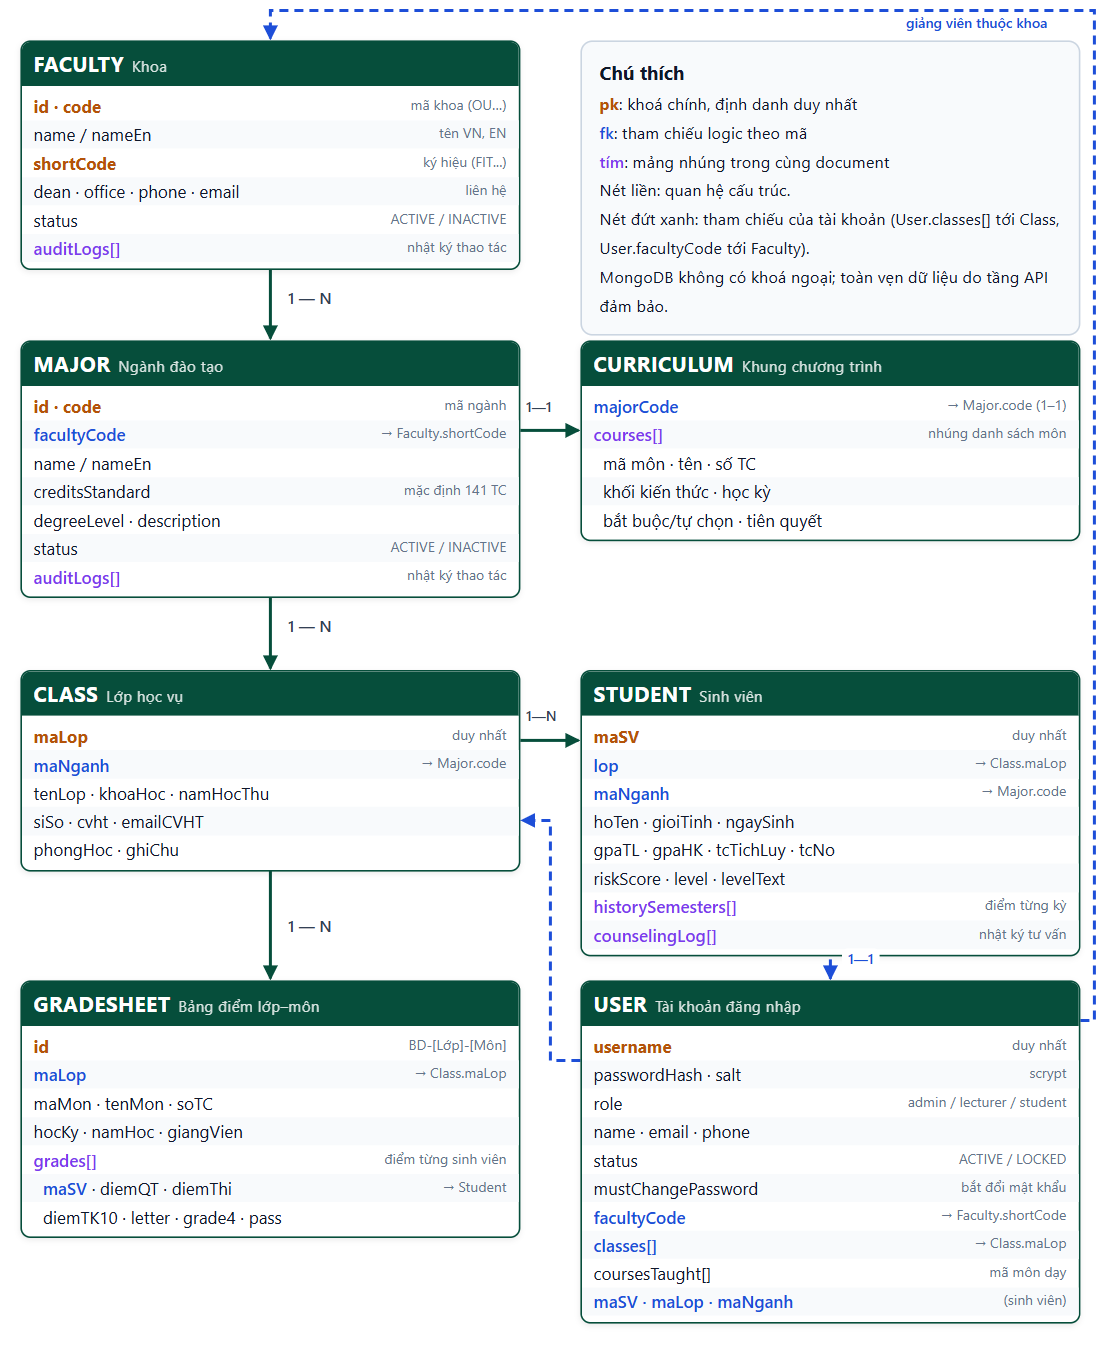 giảng viên thuộc khoa
FACULTY Khoa
id · code mã khoa (OU...)
name / nameEn tên VN, EN
shortCode ký hiệu (FIT...)
dean · office · phone · email liên hệ
status ACTIVE / INACTIVE
auditLogs[] nhật ký thao tác
Chú thích
pk: khoá chính, định danh duy nhất
fk: tham chiếu logic theo mã
tím: mảng nhúng trong cùng document
Nét liền: quan hệ cấu trúc.
Nét đứt xanh: tham chiếu của tài khoản (User.classes[] tới Class,
User.facultyCode tới Faculty).
MongoDB không có khoá ngoại; toàn vẹn dữ liệu do tầng API
đảm bảo.
1 — N
MAJOR Ngành đào tạo
id · code mã ngành
facultyCode → Faculty.shortCode
name / nameEn
creditsStandard mặc định 141 TC
degreeLevel · description
status ACTIVE / INACTIVE
auditLogs[] nhật ký thao tác
1—1
CURRICULUM Khung chương trình
majorCode → Major.code (1–1)
courses[] nhúng danh sách môn
mã môn · tên · số TC
khối kiến thức · học kỳ
bắt buộc/tự chọn · tiên quyết
1 — N
CLASS Lớp học vụ
maLop duy nhất
maNganh → Major.code
tenLop · khoaHoc · namHocThu
siSo · cvht · emailCVHT
phongHoc · ghiChu
1—N
STUDENT Sinh viên
maSV duy nhất
lop → Class.maLop
maNganh → Major.code
hoTen · gioiTinh · ngaySinh
gpaTL · gpaHK · tcTichLuy · tcNo
riskScore · level · levelText
historySemesters[] điểm từng kỳ
counselingLog[] nhật ký tư vấn
1 — N
1—1
GRADESHEET Bảng điểm lớp–môn
id BD-[Lớp]-[Môn]
maLop → Class.maLop
maMon · tenMon · soTC
hocKy · namHoc · giangVien
grades[] điểm từng sinh viên
maSV · diemQT · diemThi → Student
diemTK10 · letter · grade4 · pass
USER Tài khoản đăng nhập
username duy nhất
passwordHash · salt scrypt
role admin / lecturer / student
name · email · phone
status ACTIVE / LOCKED
mustChangePassword bắt đổi mật khẩu
facultyCode → Faculty.shortCode
classes[] → Class.maLop
coursesTaught[] mã môn dạy
maSV · maLop · maNganh (sinh viên)